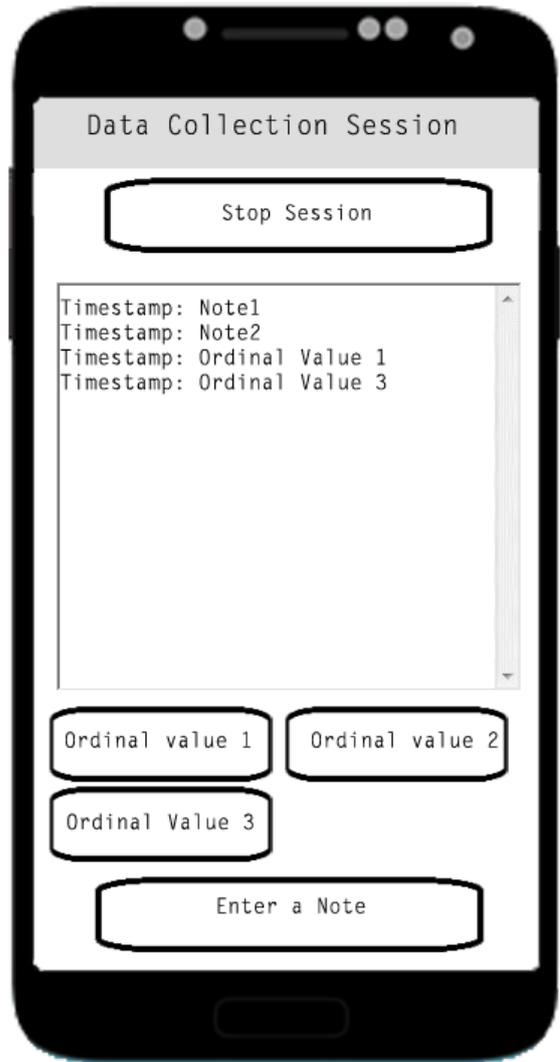 Data Collection Session
Stop Session
Timestamp: Note1
Timestamp: Note2
Timestamp: Ordinal Value 1
Timestamp: Ordinal Value 3
Ordinal value 1
Ordinal value 2
Ordinal Value 3
Enter a Note